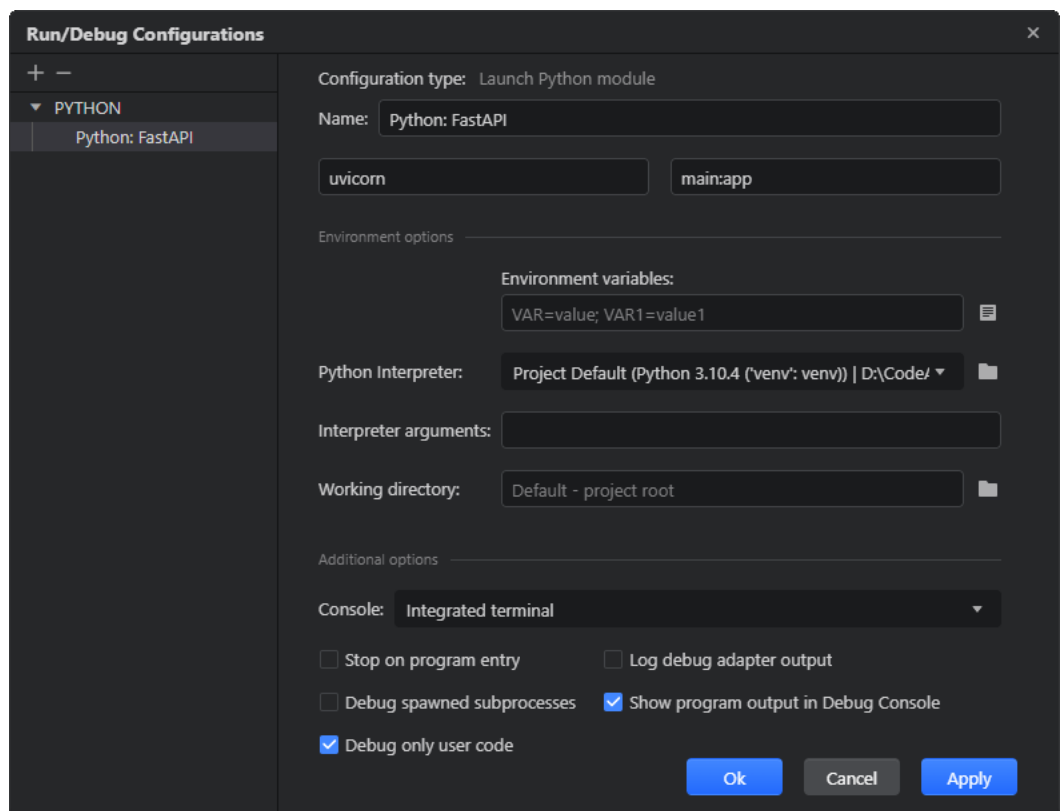 Run/Debug Configurations
PYTHON
Python: FastAPI
Configuration type: Launch Python module
Name: Python: FastAPI
uvicorn main:app
Environment options
Environment variables:
VAR=value; VAR1=value1
Python Interpreter: Project Default (Python 3.10.4 ('venv': venv)) | D:\CodeA
Interpreter arguments:
Working directory: Default - project root
Additional options
Console: Integrated terminal
Stop on program entry Log debug adapter output
Debug spawned subprocesses Show program output in Debug Console
Debug only user code
Ok Cancel Apply